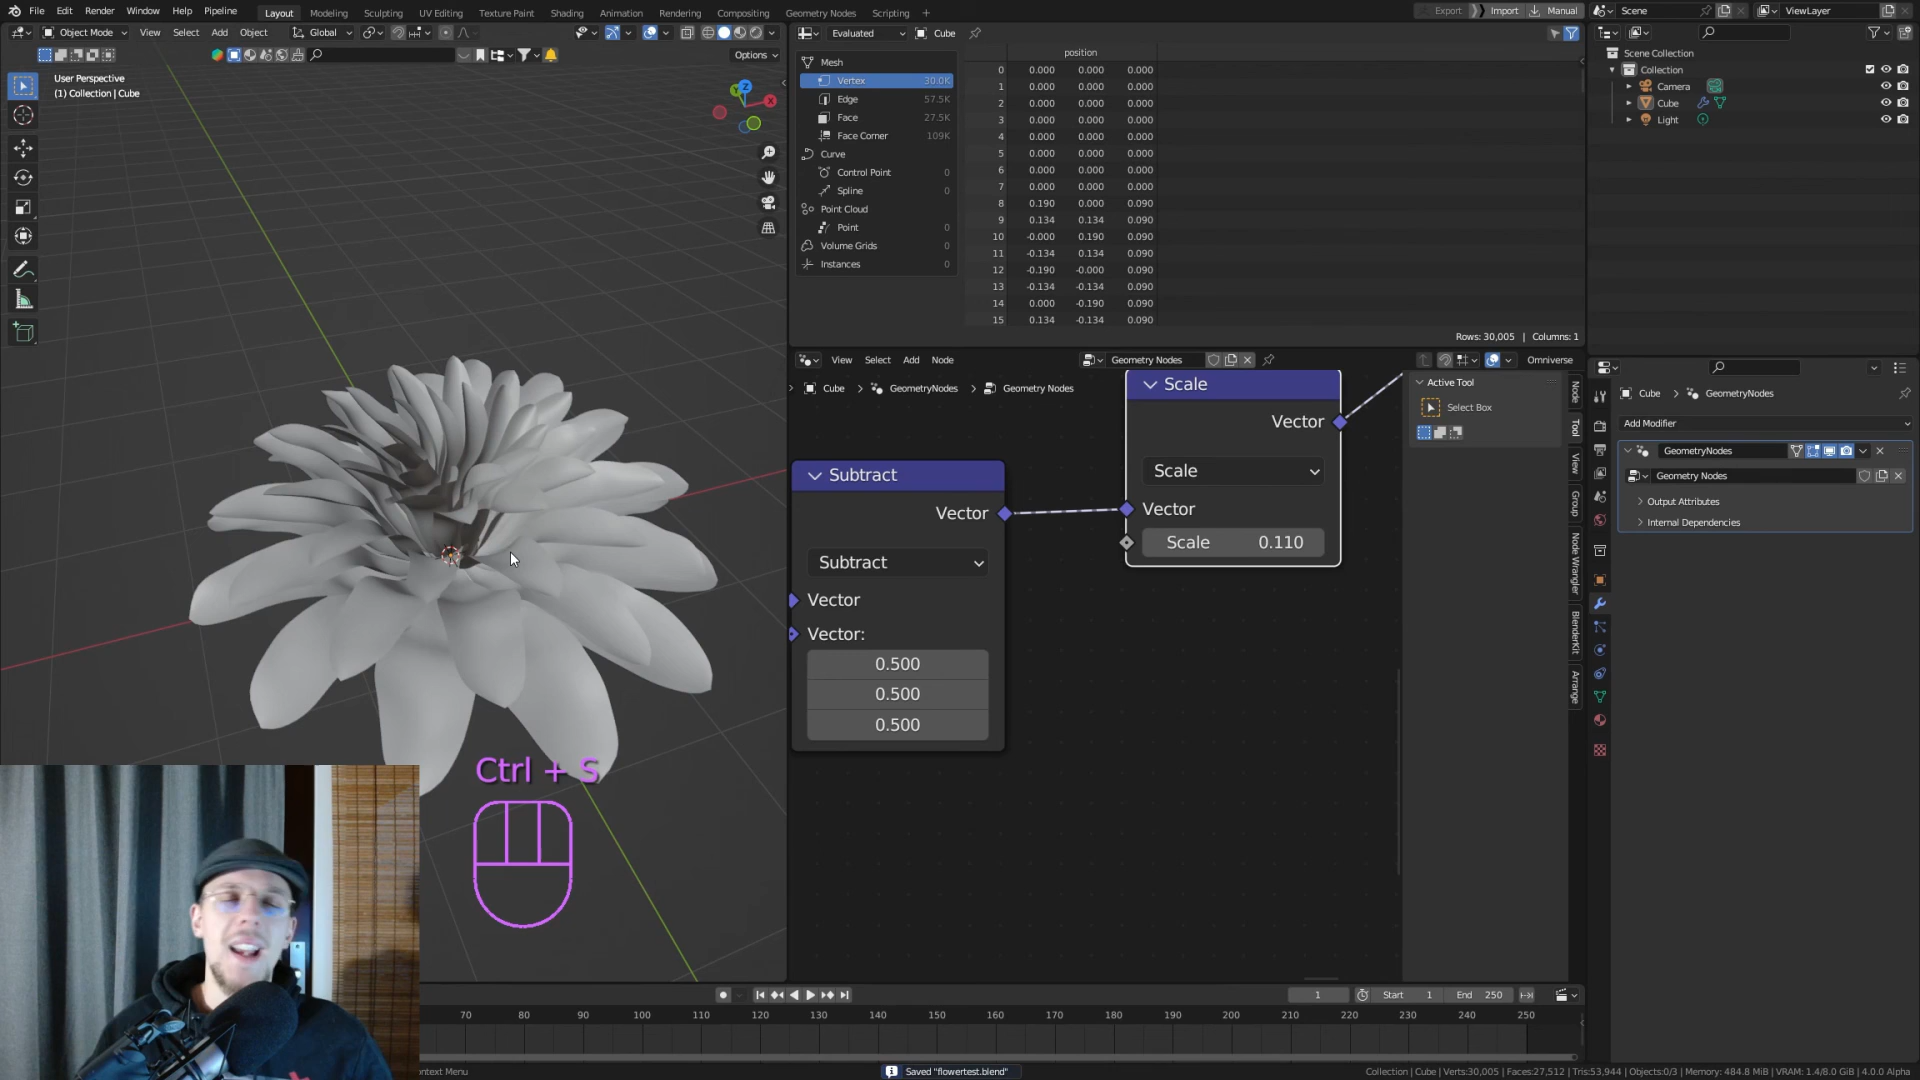 File Edit Render Window Help Pipeline Layout Modeling Sculpting UV Editing Texture Paint Shading Animation Rendering Compositing Geometry Nodes Scripting + Export Import Manual Scene ViewLayer
Object Mode View Select Add Object Global
Options
User Perspective
(1) Collection | Cube
Evaluated Cube
Mesh
Vertex 30.0K
Edge 57.5K
Face 27.5K
Face Corner 109K
Curve
Control Point 0
Spline 0
Point Cloud
Point 0
Volume Grids 0
Instances 0
position
0 0.000 0.000 0.000
1 0.000 0.000 0.000
2 0.000 0.000 0.000
3 0.000 0.000 0.000
4 0.000 0.000 0.000
5 0.000 0.000 0.000
6 0.000 0.000 0.000
7 0.000 0.000 0.000
8 0.190 0.000 0.090
9 0.134 0.134 0.090
10 -0.000 0.190 0.090
11 -0.134 0.134 0.090
12 -0.190 -0.000 0.090
13 -0.134 -0.134 0.090
14 0.000 -0.190 0.090
15 0.134 -0.134 0.090
Rows: 30,005 | Columns: 1
View Select Add Node Geometry Nodes Omniverse
Cube > GeometryNodes > Geometry Nodes
Scale
Vector
Scale
Vector
Scale 0.110
Subtract
Vector
Subtract
Vector
Vector:
0.500
0.500
0.500
Active Tool
Select Box
Node
Tool
View
Group
Node Wrangler
BlenderKit
Arrange
Scene Collection
Collection
Camera
Cube
Light
Cube > GeometryNodes
Add Modifier
GeometryNodes
Geometry Nodes
Output Attributes
Internal Dependencies
Ctrl + S
1 Start 1 End 250
70 80 90 100 110 120 130 140 150 160 170 180 190 200 210 220 230 240 250
ntext Menu
Saved "flowertest.blend"
Collection | Cube | Verts:30,005 | Faces:27,512 | Tris:53,944 | Objects:0/3 | Memory: 484.8 MiB | VRAM: 1.4/8.0 GiB | 4.0.0 Alpha